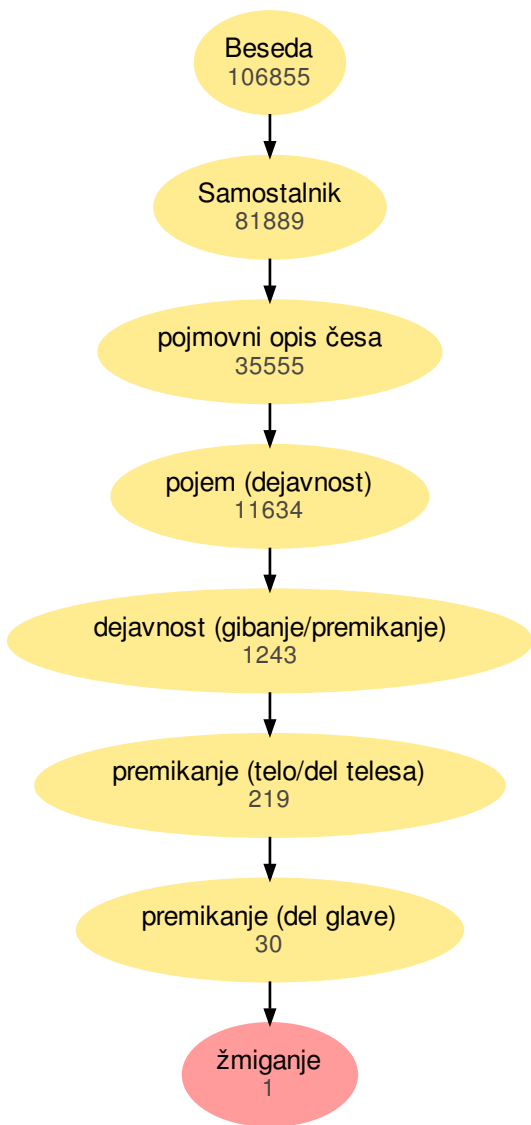 Beseda
106855
Samostalnik
81889
pojmovni opis česa
35555
pojem (dejavnost)
11634
dejavnost (gibanje/premikanje)
1243
premikanje (telo/del telesa)
219
premikanje (del glave)
30
žmiganje
1